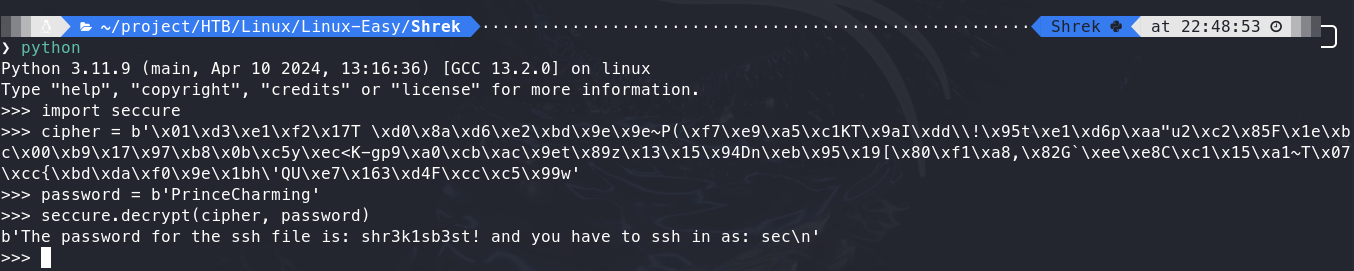 ~/project/HTB/Linux/Linux-Easy/Shrek Shrek at 22:48:53
❯ python
Python 3.11.9 (main, Apr 10 2024, 13:16:36) [GCC 13.2.0] on linux
Type "help", "copyright", "credits" or "license" for more information.
>>> import seccure
>>> cipher = b'\x01\xd3\xe1\xf2\x17T \xd0\x8a\xd6\xe2\xbd\x9e\x9e~P(\xf7\xe9\xa5\xc1KT\x9aI\xdd\\!\x95t\xe1\xd6p\xaa"u2\xc2\x85F\x1e\xb
c\x00\xb9\x17\x97\xb8\x0b\xc5y\xec<K-gp9\xa0\xcb\xac\x9et\x89z\x13\x15\x94Dn\xeb\x95\x19[\x80\xf1\xa8,\x82G`\xee\xe8C\xc1\x15\xa1~T\x07
\xcc{\xbd\xda\xf0\x9e\x1bh\'QU\xe7\x163\xd4F\xcc\xc5\x99w'
>>> password = b'PrinceCharming'
>>> seccure.decrypt(cipher, password)
b'The password for the ssh file is: shr3k1sb3st! and you have to ssh in as: sec\n'
>>>